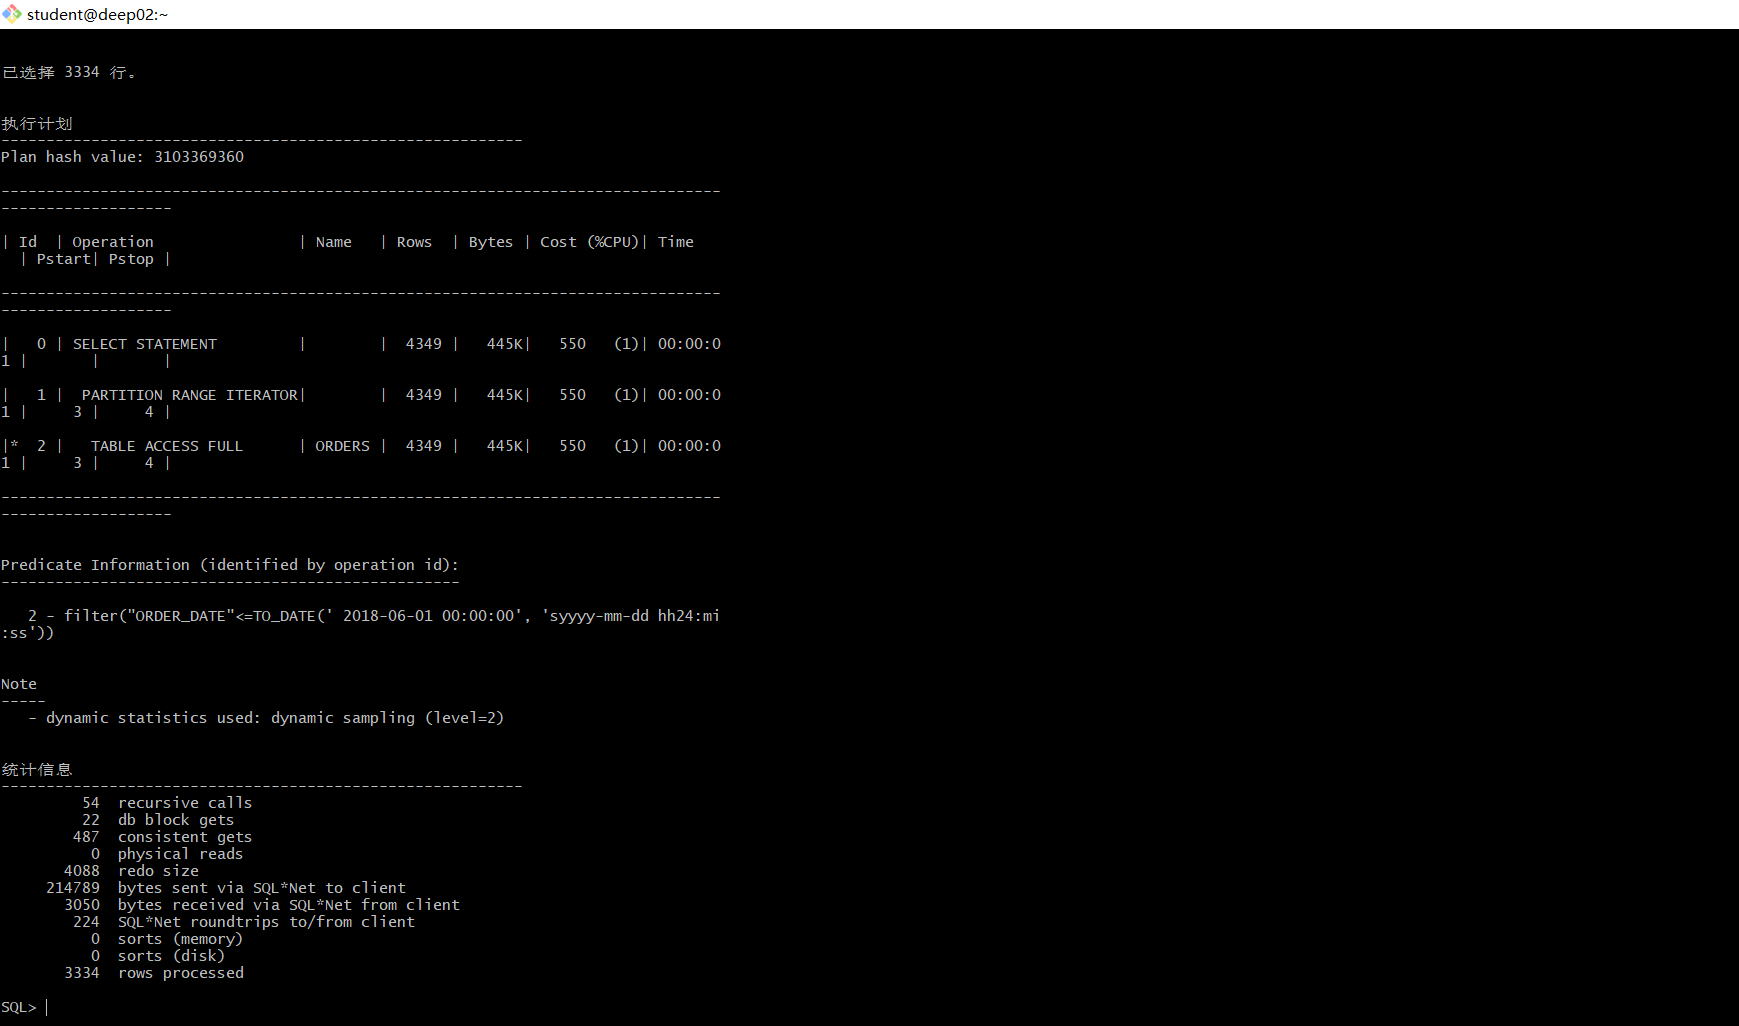 student@deep02:~
已选择 3334 行。
执行计划
----------------------------------------------------------
Plan hash value: 3103369360
--------------------------------------------------------------------------------
-------------------
| Id  | Operation                | Name   | Rows  | Bytes | Cost (%CPU)| Time
  | Pstart| Pstop |
--------------------------------------------------------------------------------
-------------------
|   0 | SELECT STATEMENT         |        |  4349 |   445K|   550   (1)| 00:00:0
1 |       |       |
|   1 |  PARTITION RANGE ITERATOR|        |  4349 |   445K|   550   (1)| 00:00:0
1 |     3 |     4 |
|*  2 |   TABLE ACCESS FULL      | ORDERS |  4349 |   445K|   550   (1)| 00:00:0
1 |     3 |     4 |
--------------------------------------------------------------------------------
-------------------
Predicate Information (identified by operation id):
---------------------------------------------------
   2 - filter("ORDER_DATE"<=TO_DATE(' 2018-06-01 00:00:00', 'syyyy-mm-dd hh24:mi
:ss'))
Note
-----
   - dynamic statistics used: dynamic sampling (level=2)
统计信息
----------------------------------------------------------
         54  recursive calls
         22  db block gets
        487  consistent gets
          0  physical reads
       4088  redo size
     214789  bytes sent via SQL*Net to client
       3050  bytes received via SQL*Net from client
        224  SQL*Net roundtrips to/from client
          0  sorts (memory)
          0  sorts (disk)
       3334  rows processed
SQL>